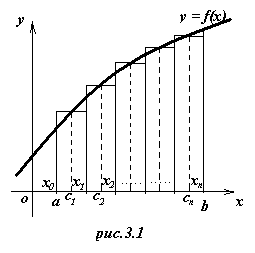 y
y = f(x)
x₀ x₁ x₂ ............ xₙ
o a c₁ c₂ cₙ b x
рис.3.1